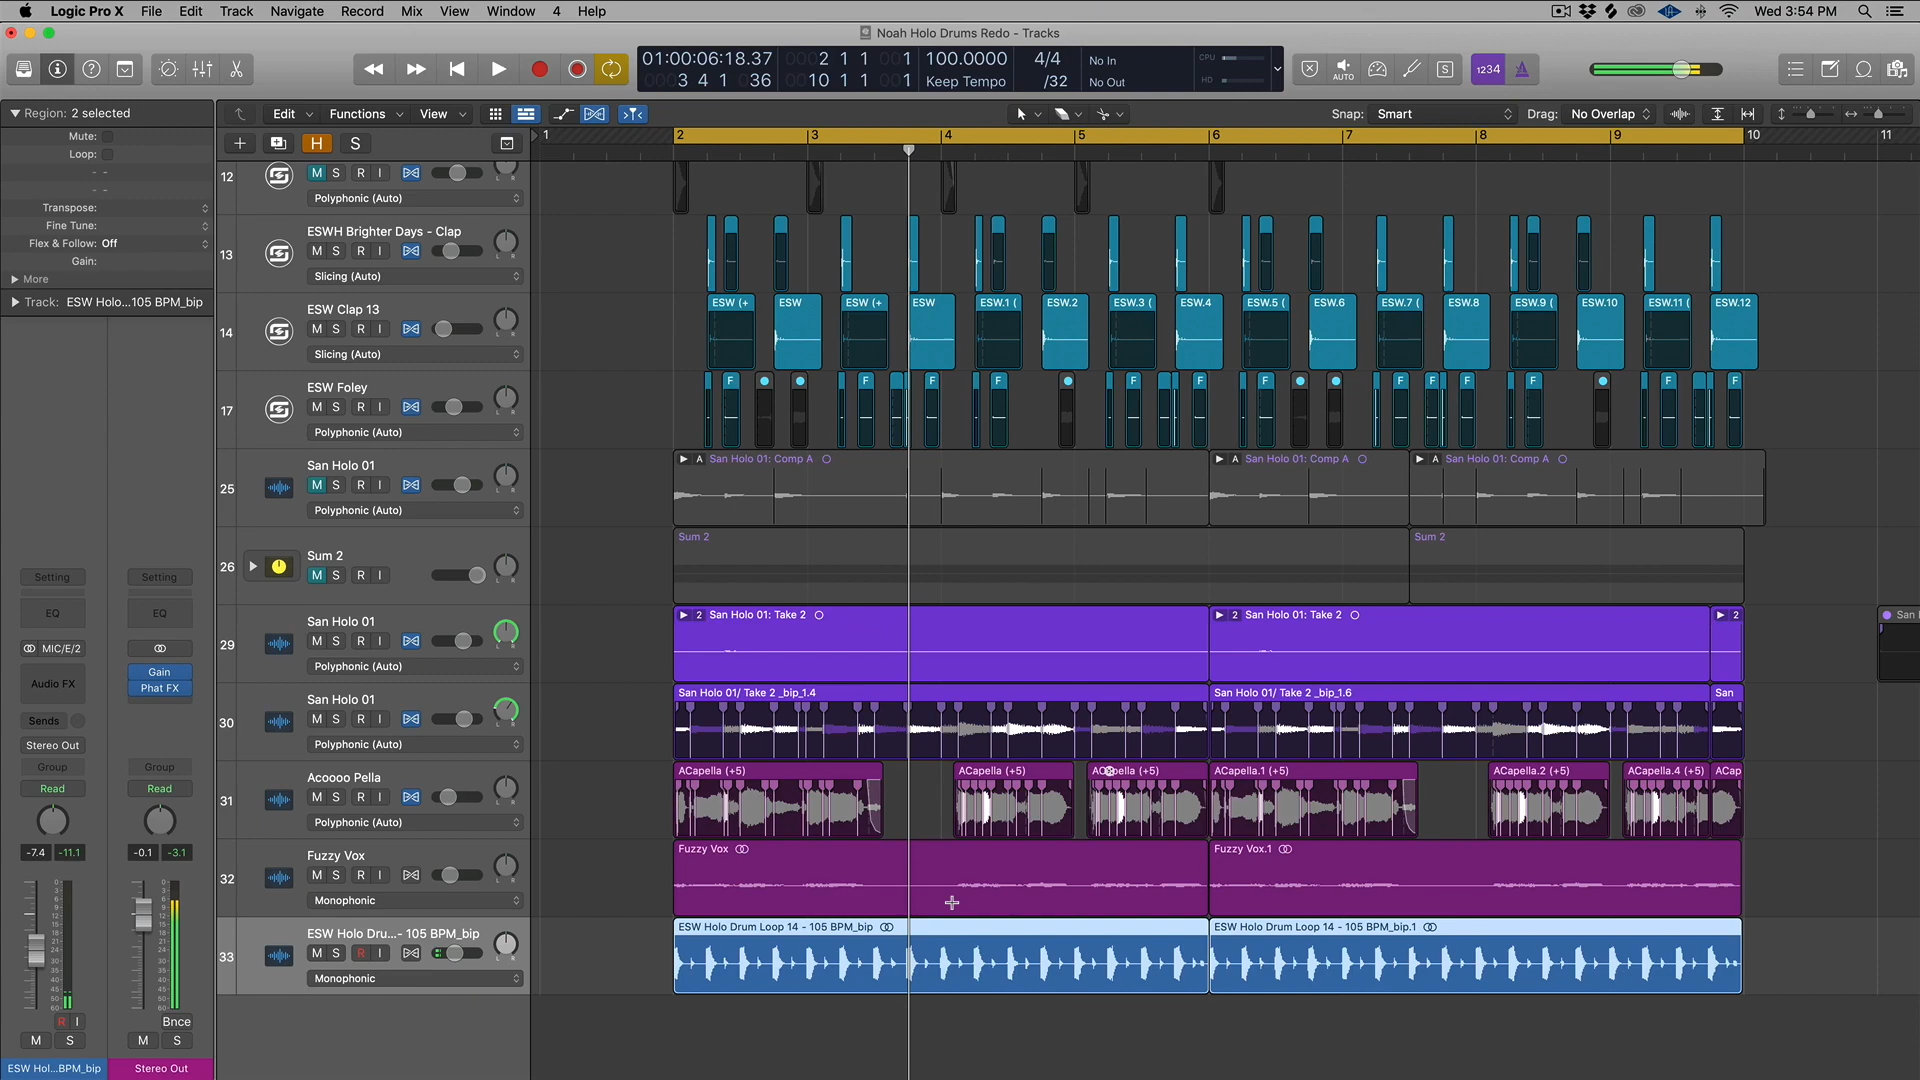 Logic Pro X File Edit Track Navigate Record Mix View Window 4 Help
Wed 3:54 PM
Noah Holo Drums Redo - Tracks
01:00:06:18.37
2 1 1 1
100.0000
4/4
No In
CPU
3 4 1 36
10 1 1 1
Keep Tempo
/32
No Out
HD
AUTO
1234
Region: 2 selected
Edit Functions View
Snap: Smart
Drag: No Overlap
Mute:
Loop:
Transpose:
Fine Tune:
Flex & Follow: Off
Gain:
More
Track: ESW Holo...105 BPM_bip
H S
1 2 3 4 5 6 7 8 9 10 11
12
M S R I
Polyphonic (Auto)
13
ESWH Brighter Days - Clap
M S R I
Slicing (Auto)
14
ESW Clap 13
M S R I
Slicing (Auto)
ESW (+ ESW ESW (+ ESW ESW.1 ( ESW.2 ESW.3 ( ESW.4 ESW.5 ( ESW.6 ESW.7 ( ESW.8 ESW.9 ( ESW.10 ESW.11 ( ESW.12
17
ESW Foley
M S R I
Polyphonic (Auto)
F F F F F F F F F F F F F
25
San Holo 01
M S R I
Polyphonic (Auto)
A San Holo 01: Comp A
A San Holo 01: Comp A
A San Holo 01: Comp A
26
Sum 2
M S R I
Sum 2
Sum 2
29
San Holo 01
M S R I
Polyphonic (Auto)
2 San Holo 01: Take 2
2 San Holo 01: Take 2
2
San
30
San Holo 01
M S R I
Polyphonic (Auto)
San Holo 01/ Take 2 _bip_1.4
San Holo 01/ Take 2 _bip_1.6
San
31
Acoooo Pella
M S R I
Polyphonic (Auto)
ACapella (+5)
ACapella (+5)
ACapella (+5)
ACapella.1 (+5)
ACapella.2 (+5)
ACapella.4 (+5)
ACap
32
Fuzzy Vox
M S R I
Monophonic
Fuzzy Vox
Fuzzy Vox.1
33
ESW Holo Dru...- 105 BPM_bip
M S R I
Monophonic
ESW Holo Drum Loop 14 - 105 BPM_bip
ESW Holo Drum Loop 14 - 105 BPM_bip.1
Setting Setting
EQ EQ
MIC/E/2
Audio FX
Gain
Phat FX
Sends
Stereo Out
Group Group
Read Read
-7.4 -11.1 -0.1 -3.1
R I Bnce
M S M S
ESW Hol...BPM_bip Stereo Out